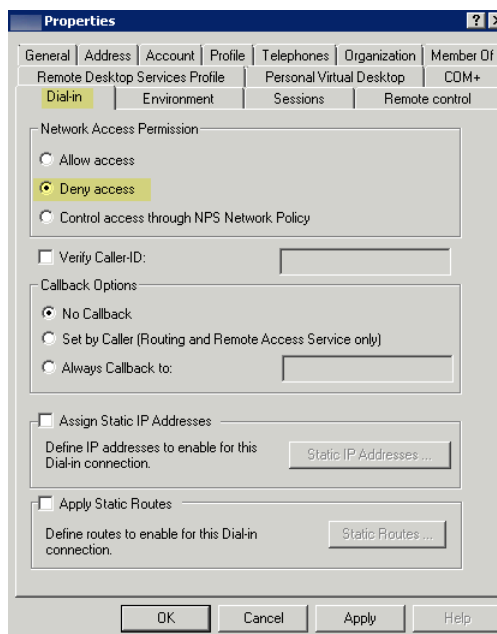 Properties
General Address Account Profile Telephones Organization Member Of
Remote Desktop Services Profile Personal Virtual Desktop COM+
Dial-in Environment Sessions Remote control
Network Access Permission
Allow access
Deny access
Control access through NPS Network Policy
Verify Caller-ID:
Callback Options
No Callback
Set by Caller (Routing and Remote Access Service only)
Always Callback to:
Assign Static IP Addresses
Define IP addresses to enable for this
Dial-in connection.
Static IP Addresses ...
Apply Static Routes
Define routes to enable for this Dial-in
connection.
Static Routes ...
OK Cancel Apply Help